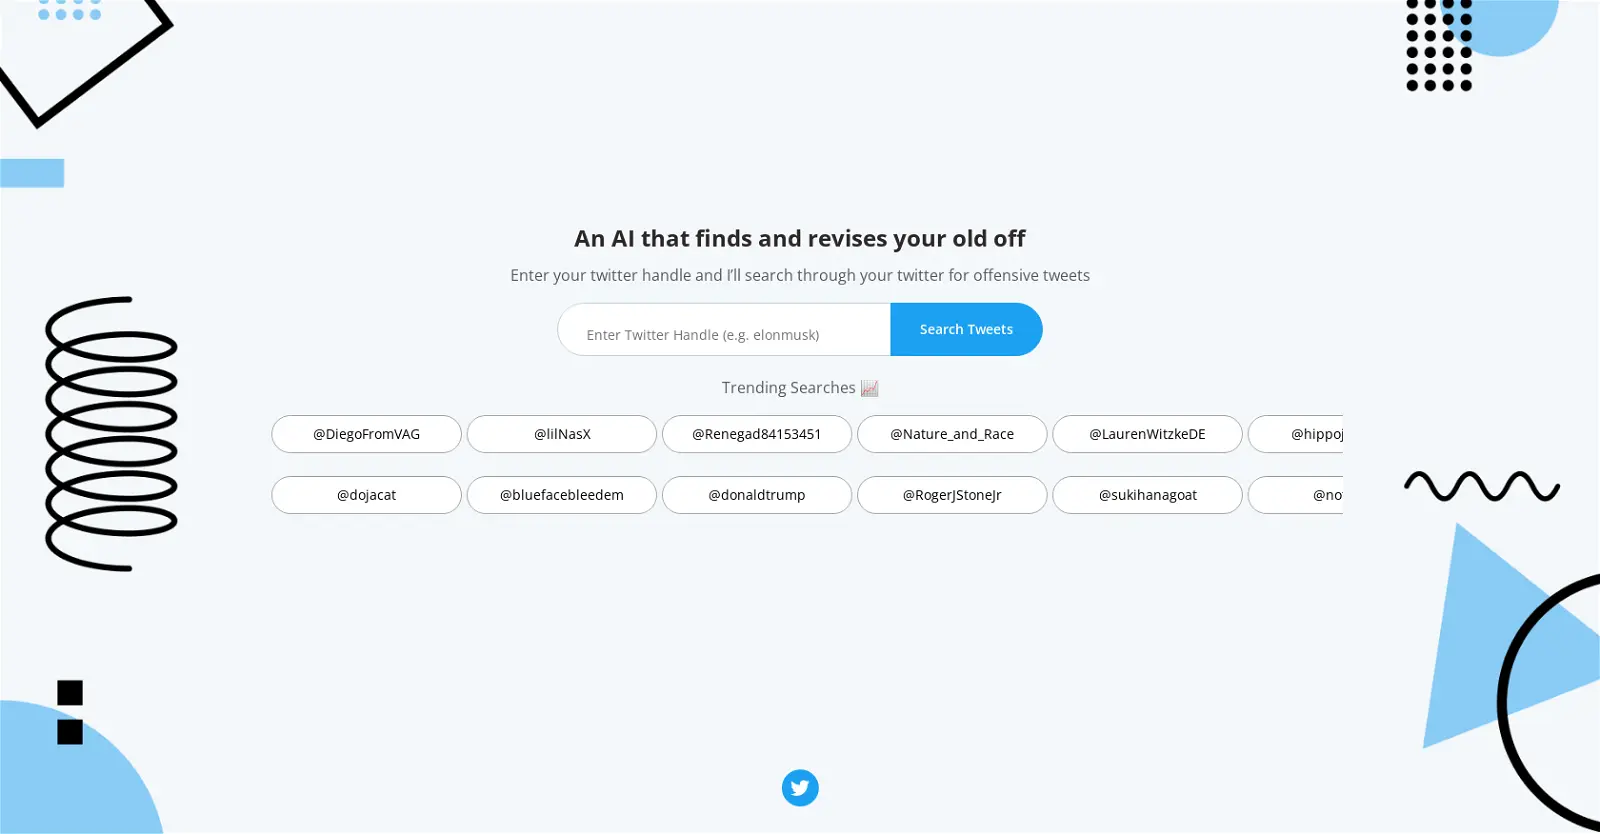 An AI that finds and revises your old off
Enter your twitter handle and I'll search through your twitter for offensive tweets
Enter Twitter Handle (e.g. elonmusk)
Search Tweets
Trending Searches 📈
@DiegoFromVAG @lilNasX @Renegad84153451 @Nature_and_Race @LaurenWitzkeDE @hippoj
@dojacat @bluefacebleedem @donaldtrump @RogerJStoneJr @sukihanagoat @no